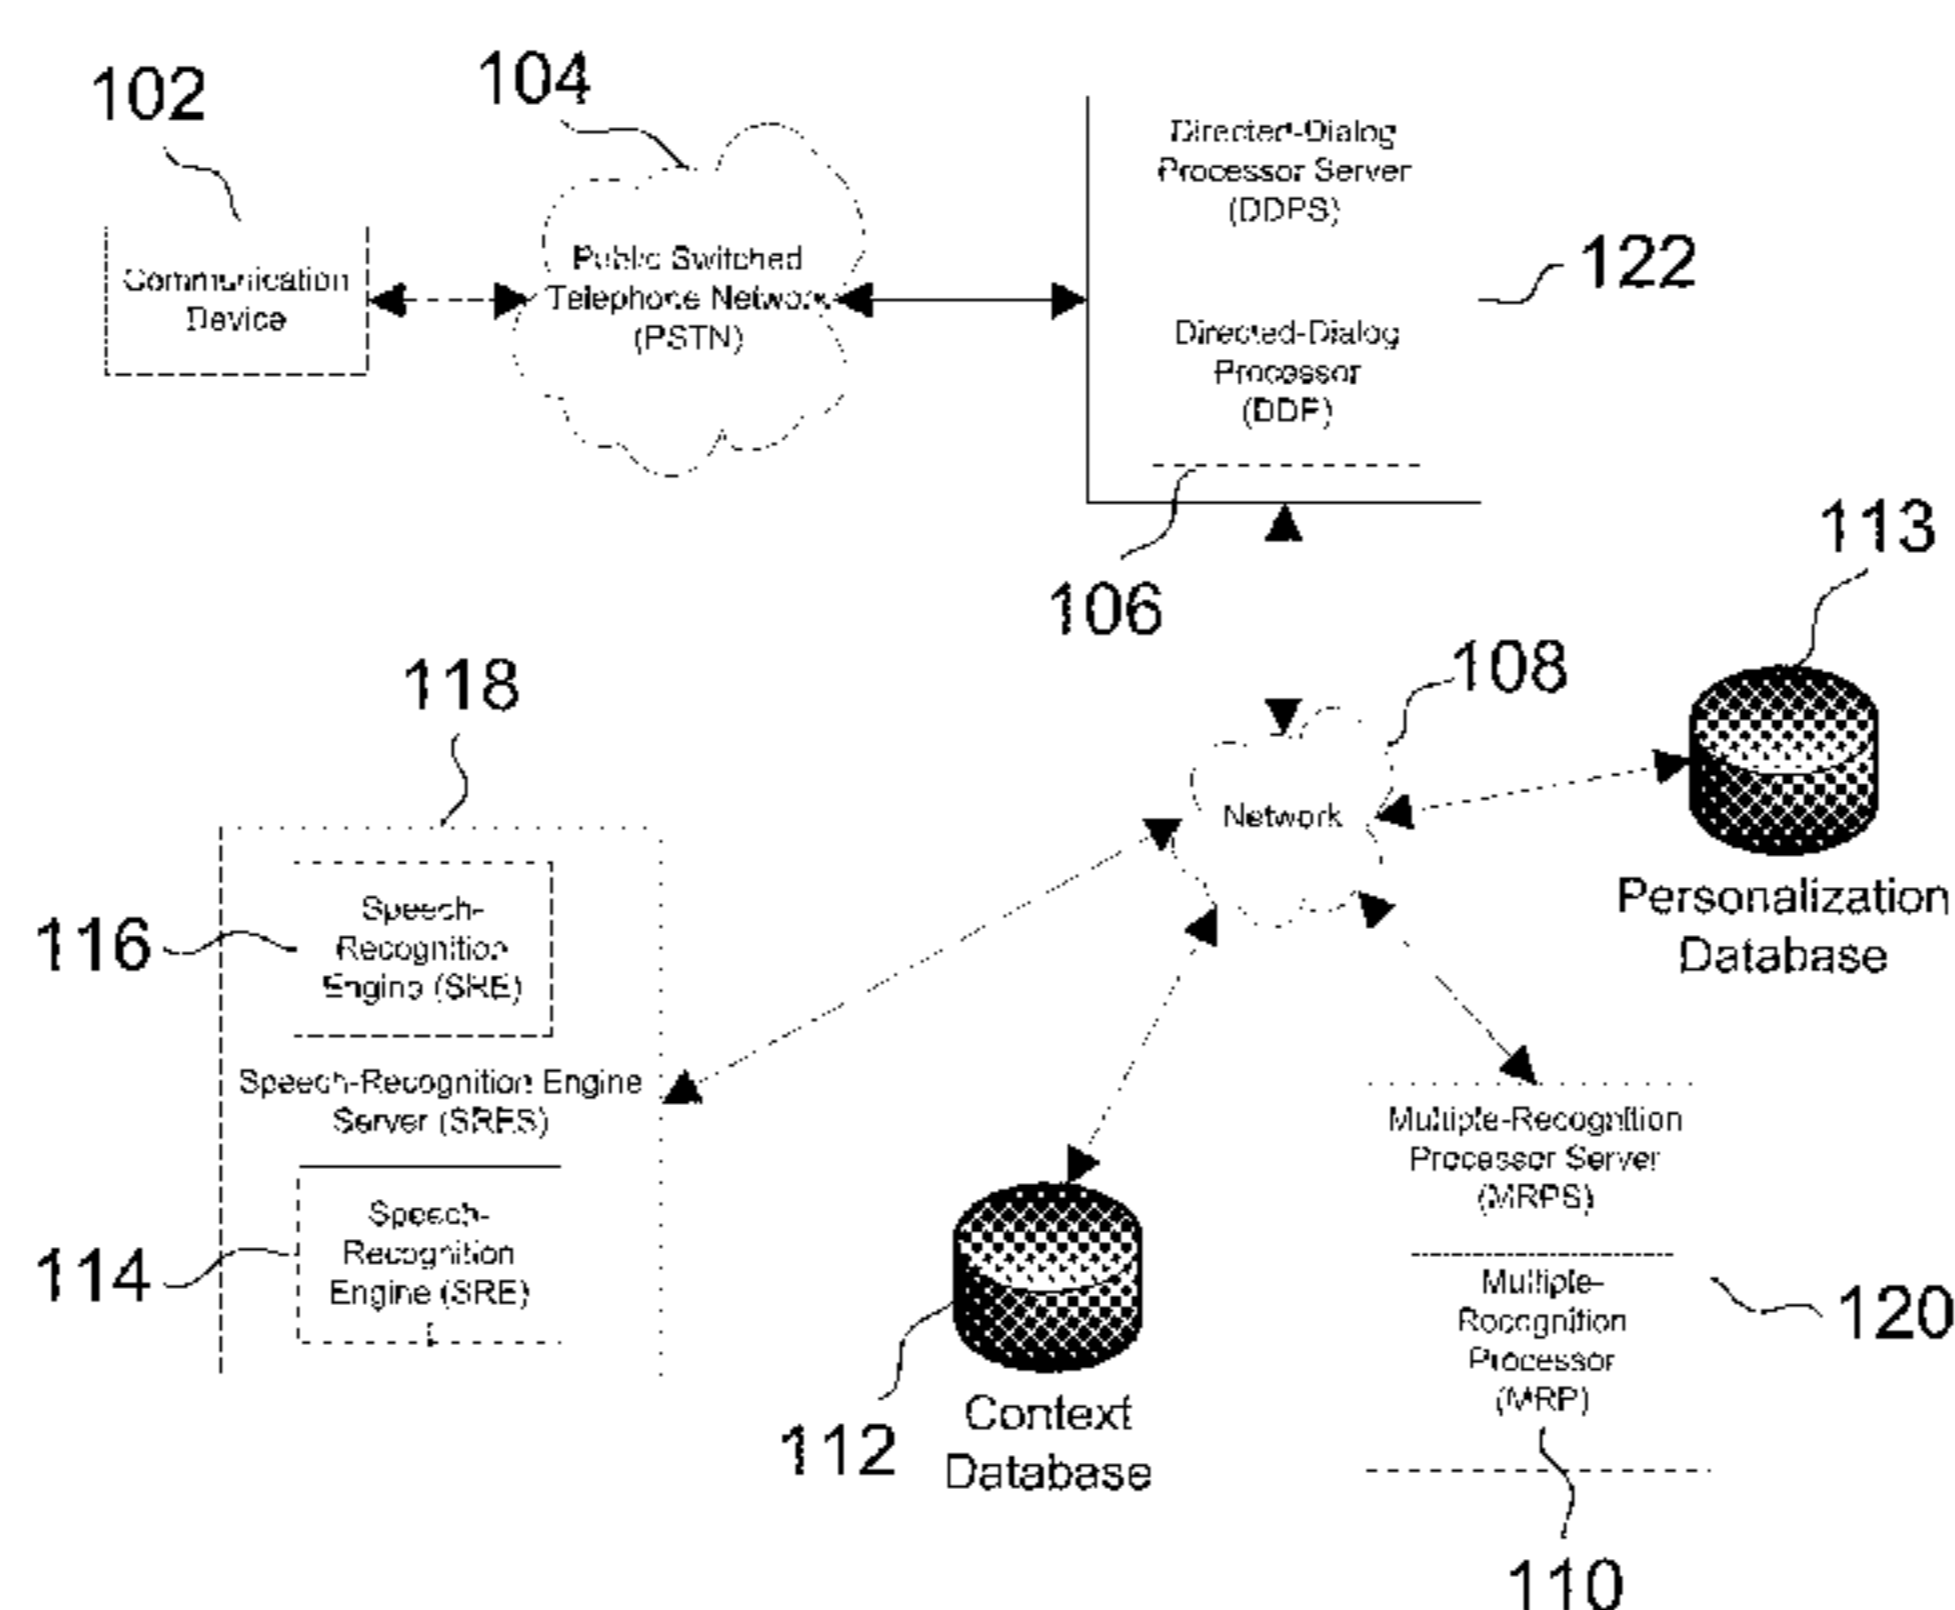 102
104
Communication
Device
Public Switched
Telephone Network
(PSTN)
Directed-Dialog
Processor Server
(DDPS)
Directed-Dialog
Processor
(DDP)
122
106
113
108
Network
Personalization
Database
118
116
Speech-
Recognition
Engine (SRE)
Speech-Recognition Engine
Server (SRES)
114
Speech-
Recognition
Engine (SRE)
112
Context
Database
Multiple-Recognition
Processor Server
(MRPS)
Multiple-
Recognition
Processor
(MRP)
120
110